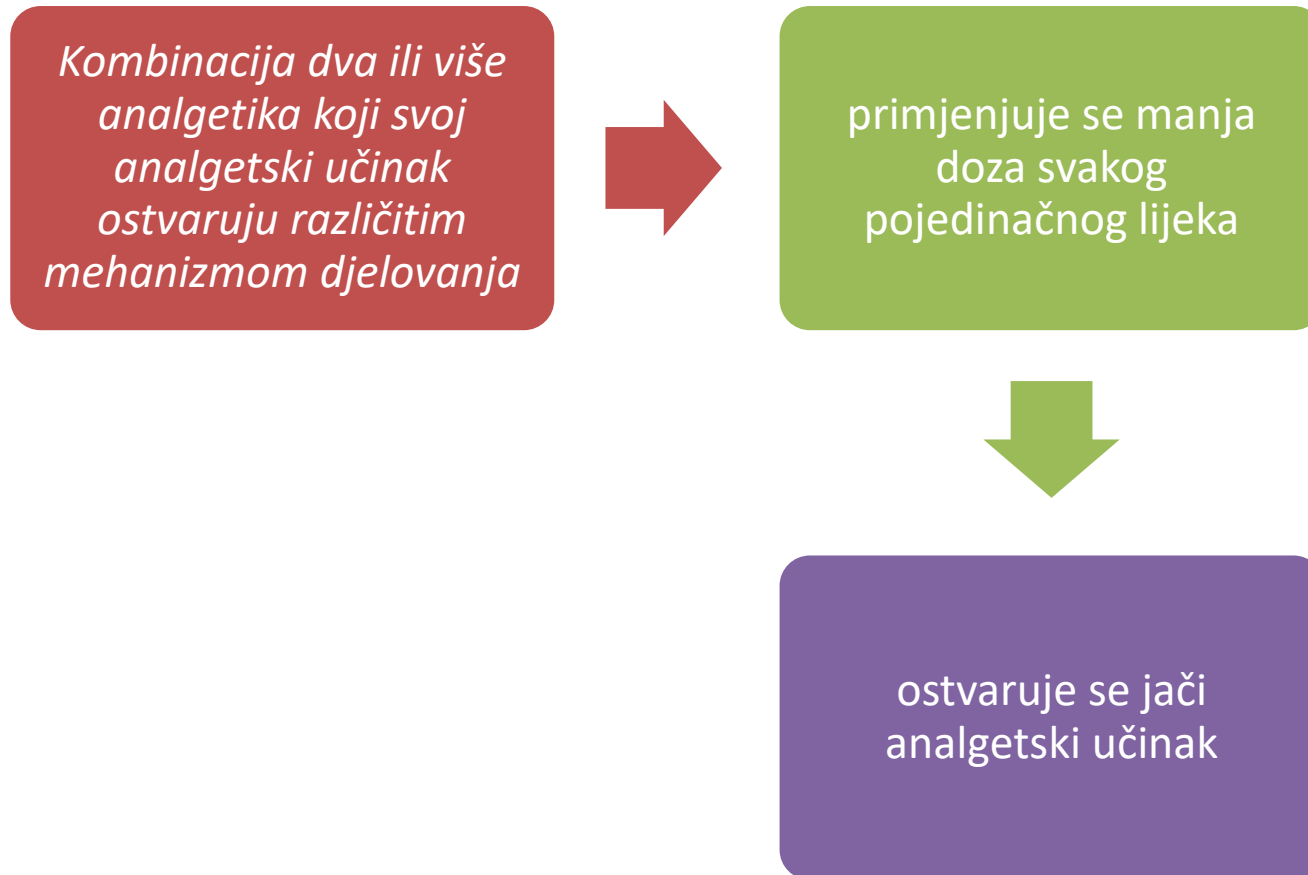 Kombinacija dva ili više
analgetika koji svoj
analgetski učinak
ostvaruju različitim
mehanizmom djelovanja
primjenjuje se manja
doza svakog
pojedinačnog lijeka
ostvaruje se jači
analgetski učinak